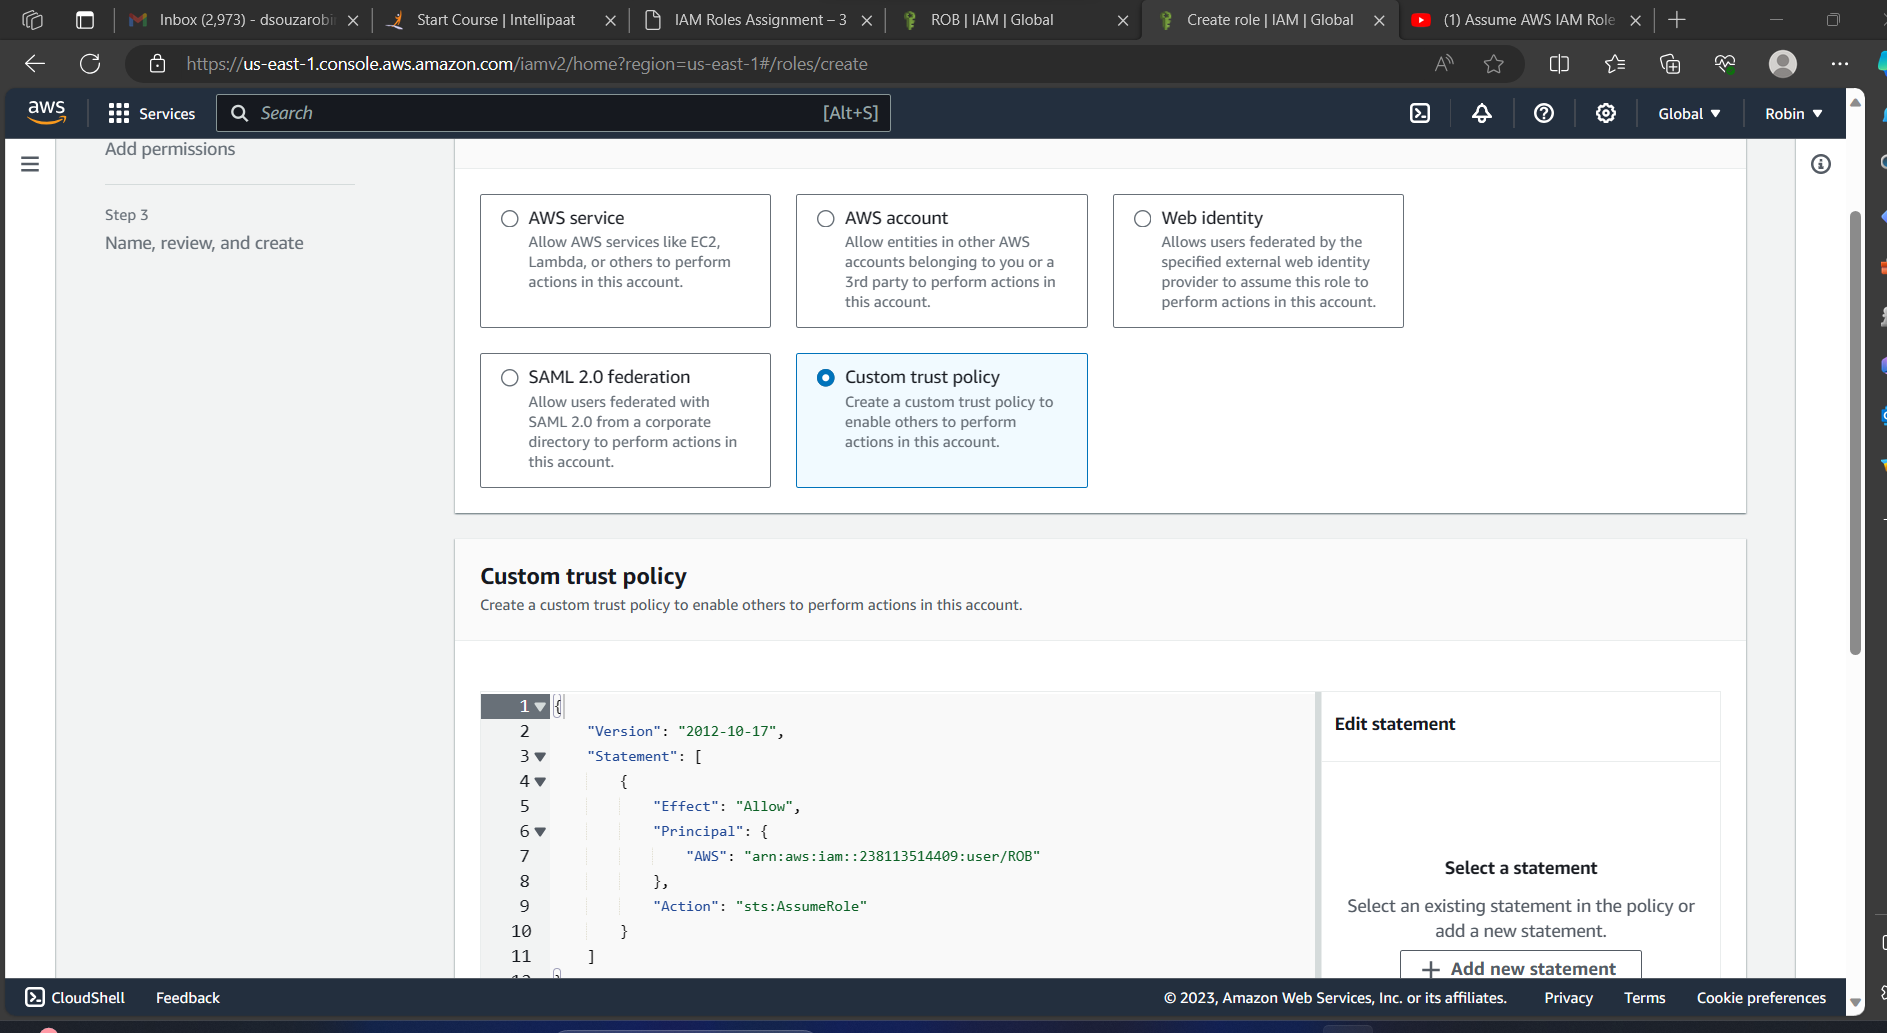 Inbox (2,973) - dsouzarobi
Start Course | Intellipaat
IAM Roles Assignment – 3
ROB | IAM | Global
Create role | IAM | Global
(1) Assume AWS IAM Role
https://us-east-1.console.aws.amazon.com/iamv2/home?region=us-east-1#/roles/create
aws
Services
Search
[Alt+S]
Global
Robin
Add permissions
Step 3
Name, review, and create
AWS service
Allow AWS services like EC2,
Lambda, or others to perform
actions in this account.
AWS account
Allow entities in other AWS
accounts belonging to you or a
3rd party to perform actions in
this account.
Web identity
Allows users federated by the
specified external web identity
provider to assume this role to
perform actions in this account.
SAML 2.0 federation
Allow users federated with
SAML 2.0 from a corporate
directory to perform actions in
this account.
Custom trust policy
Create a custom trust policy to
enable others to perform
actions in this account.
Custom trust policy
Create a custom trust policy to enable others to perform actions in this account.
1 {
2 "Version": "2012-10-17",
3 "Statement": [
4 {
5 "Effect": "Allow",
6 "Principal": {
7 "AWS": "arn:aws:iam::238113514409:user/ROB"
8 },
9 "Action": "sts:AssumeRole"
10 }
11 ]
12 }
Edit statement
Select a statement
Select an existing statement in the policy or
add a new statement.
+ Add new statement
CloudShell
Feedback
© 2023, Amazon Web Services, Inc. or its affiliates.
Privacy
Terms
Cookie preferences